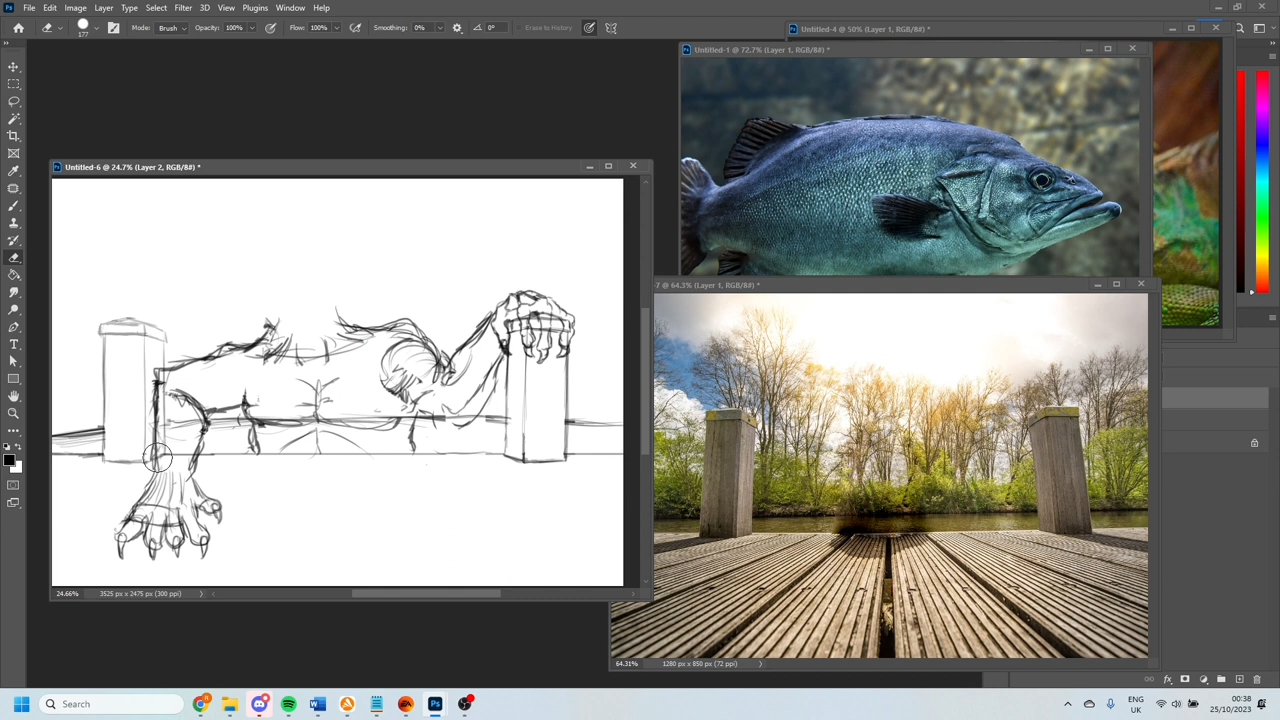 File Edit Image Layer Type Select Filter 3D View Plugins Window Help
177 Mode: Brush Opacity: 100% Flow: 100% Smoothing: 0% 0° Erase to History
Untitled-4 @ 50% (Layer 1, RGB/8#) *
Untitled-1 @ 72.7% (Layer 1, RGB/8#) *
Untitled-6 @ 24.7% (Layer 2, RGB/8#) *
-7 @ 64.3% (Layer 1, RGB/8#) *
24.66% 3525 px x 2475 px (300 ppi)
64.31% 1280 px x 850 px (72 ppi)
Search
ENG
UK
00:38
25/10/2023